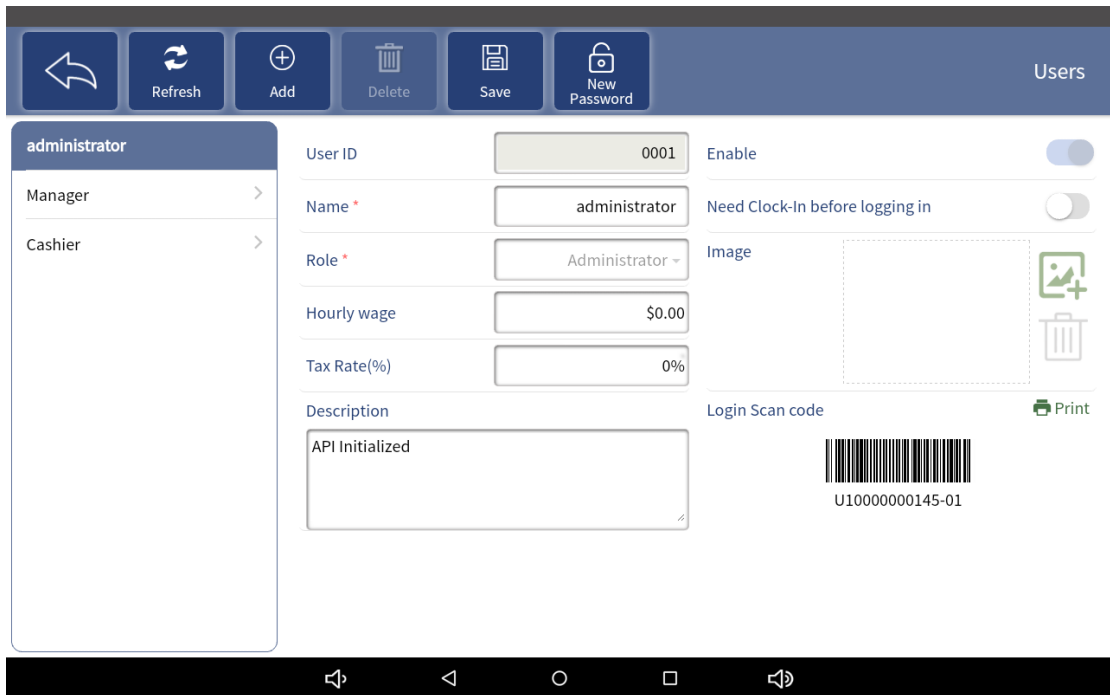 Refresh
Add
Delete
Save
New
Password
Users
administrator
Manager
Cashier
User ID
0001
Name *
administrator
Role *
Administrator
Hourly wage
$0.00
Tax Rate(%)
0%
Description
API Initialized
Enable
Need Clock-In before logging in
Image
Login Scan code
Print
U10000000145-01